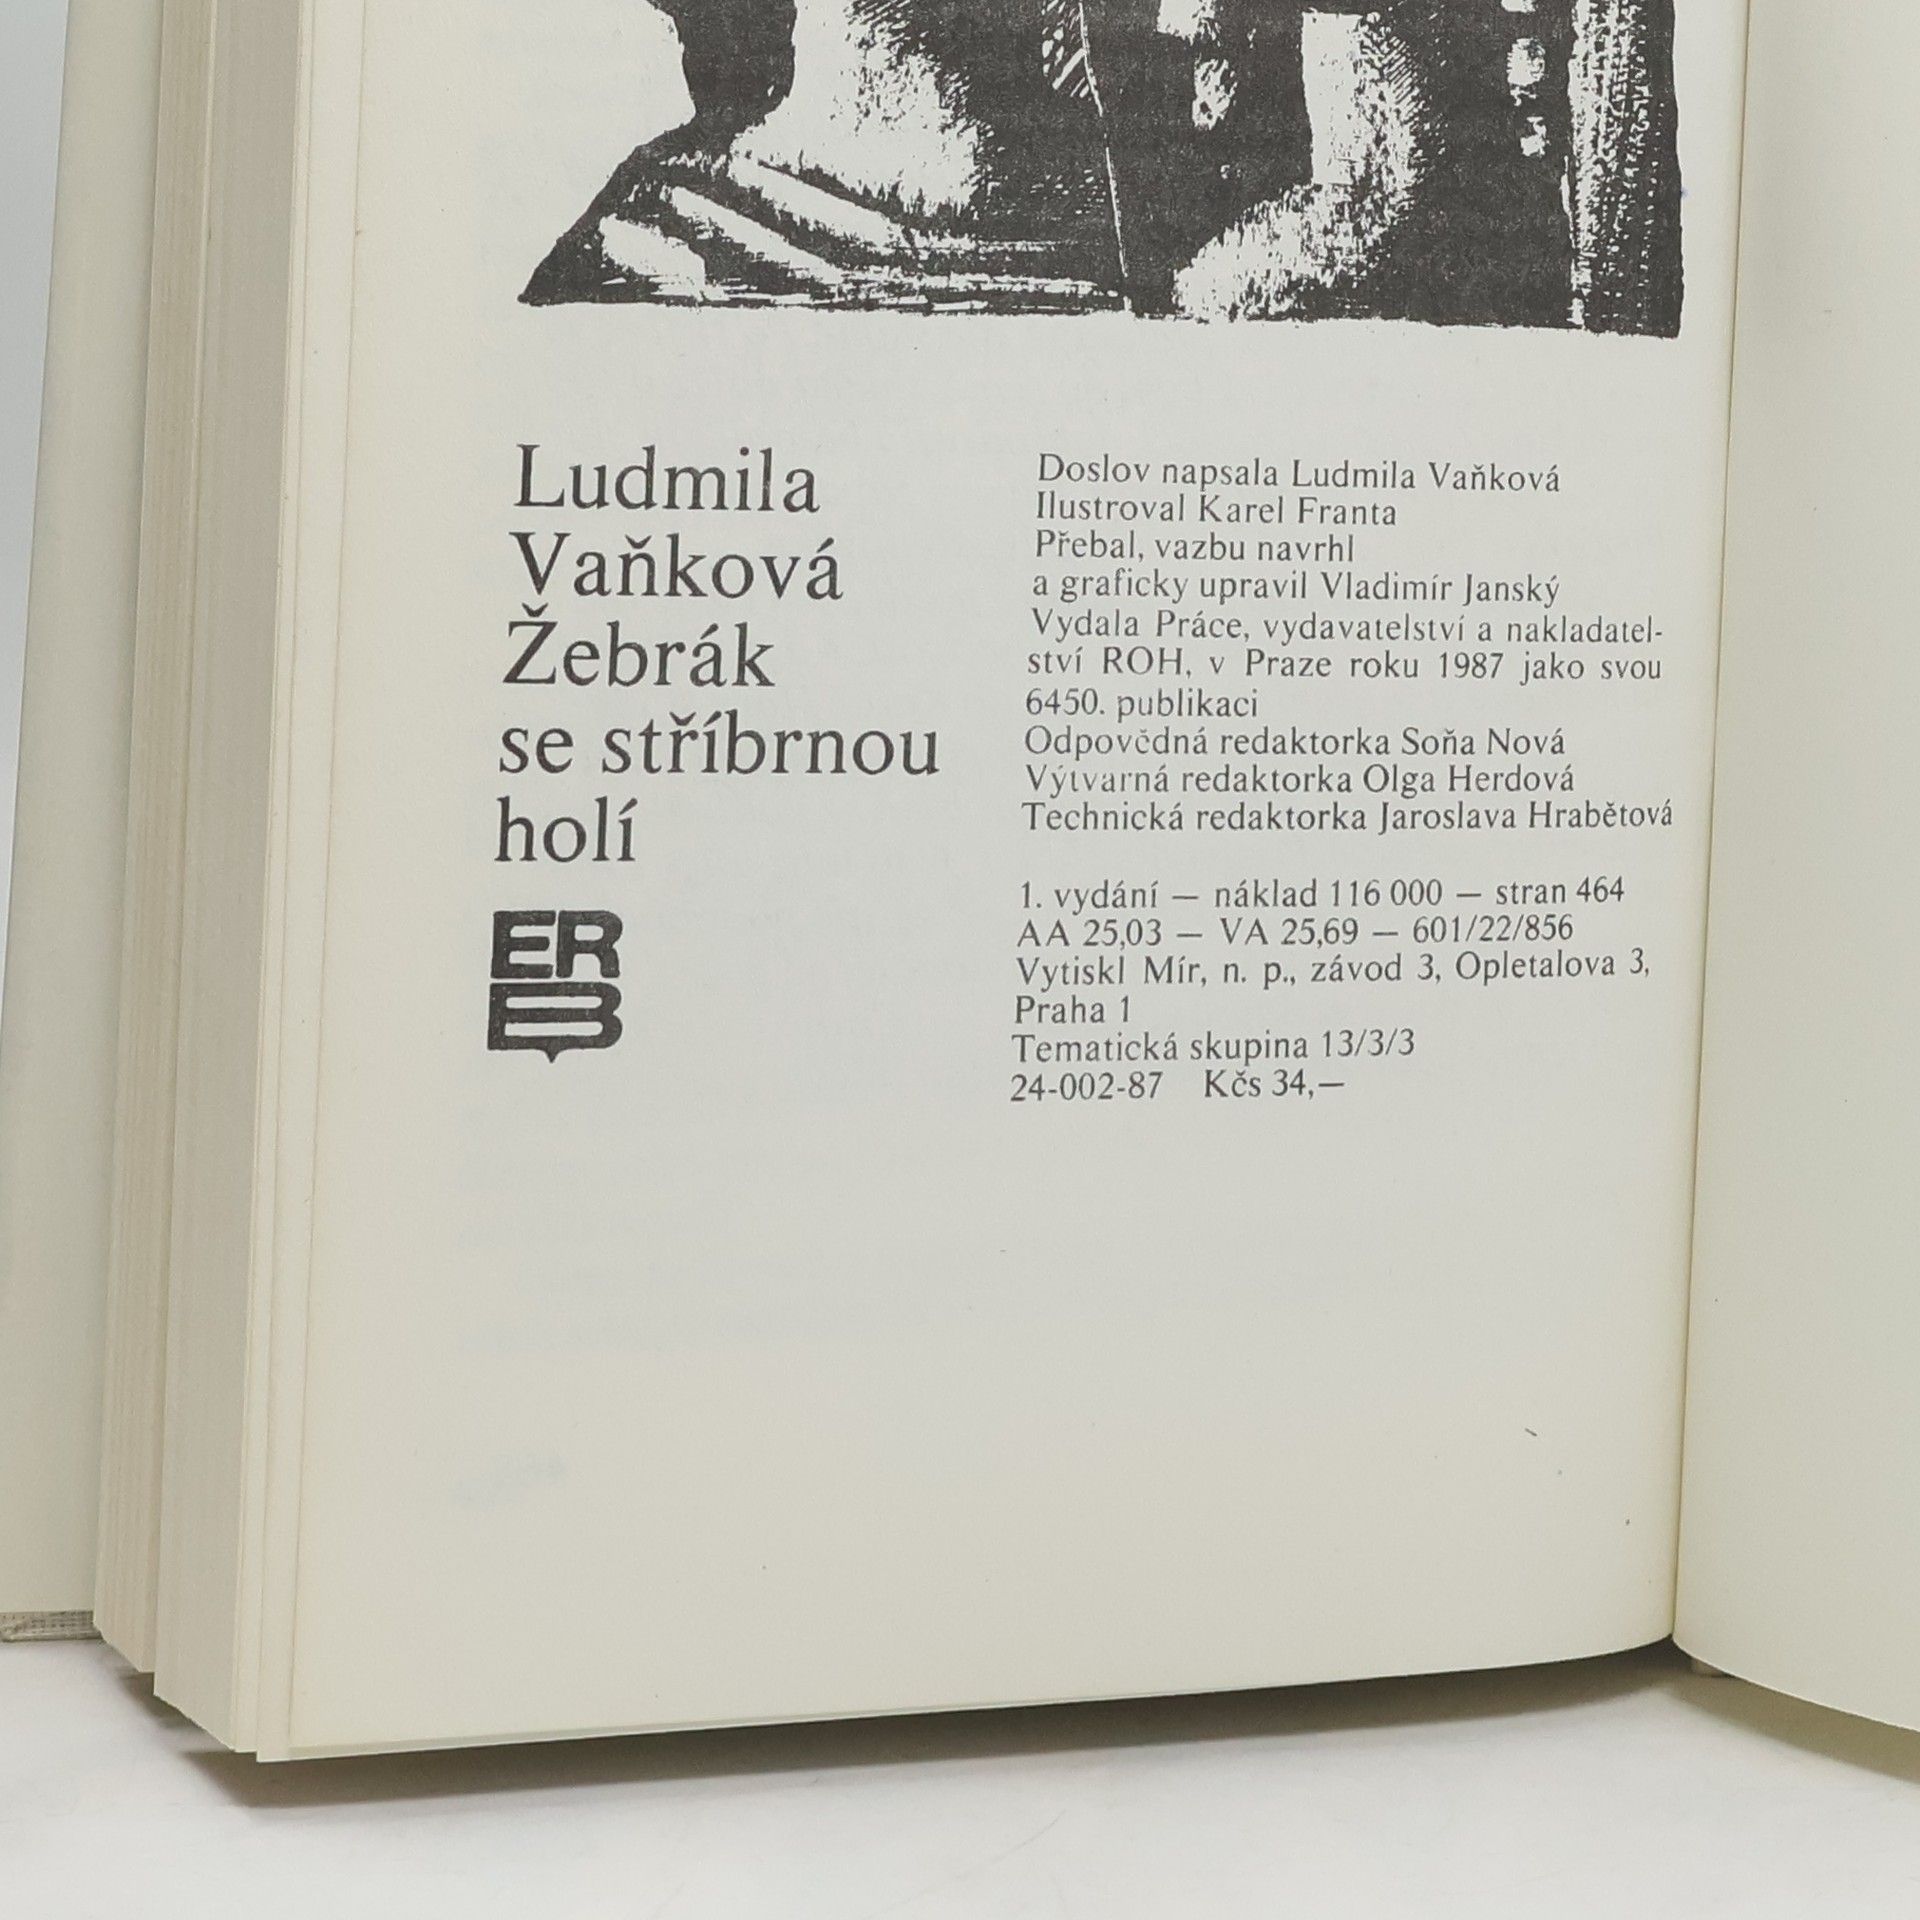 Ludmila
Vaňková
Žebrák
se stříbrnou
holí
ER
B
Doslov napsala Ludmila Vaňková
Ilustroval Karel Franta
Přebal, vazbu navrhl
a graficky upravil Vladimír Janský
Vydala Práce, vydavatelství a nakladatel-
ství ROH, v Praze roku 1987 jako svou
6450. publikaci
Odpovědná redaktorka Soňa Nová
Výtvarná redaktorka Olga Herdová
Technická redaktorka Jaroslava Hrabětová
1. vydání — náklad 116 000 — stran 464
AA 25,03 — VA 25,69 — 601/22/856
Vytiskl Mír, n. p., závod 3, Opletalova 3,
Praha 1
Tematická skupina 13/3/3
24-002-87 Kčs 34,—